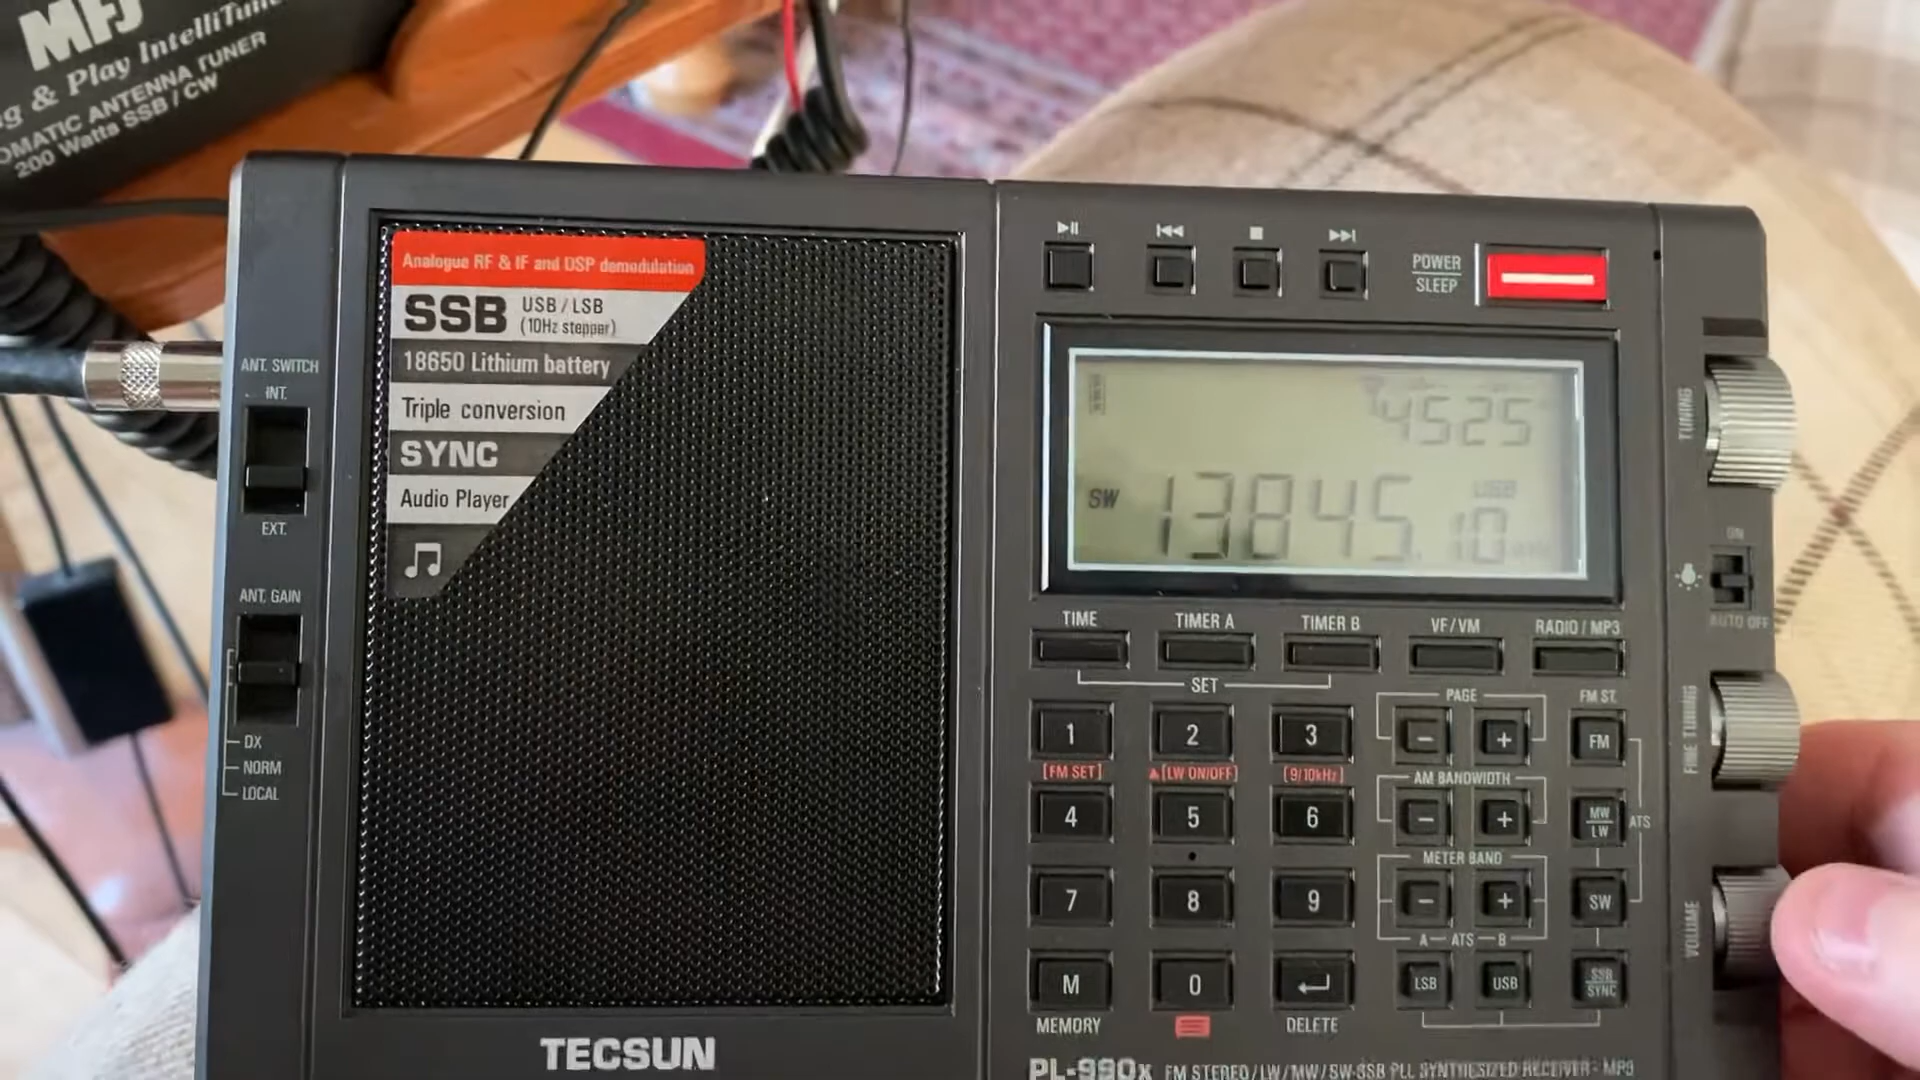 MFJ
g & Play IntelliTuner
OMATIC ANTENNA TUNER
200 Watts SSB / CW
Analogue RF & IF and DSP demodulation
SSB USB / LSB
(10Hz stepper)
18650 Lithium battery
Triple conversion
SYNC
Audio Player
ANT. SWITCH
INT.
EXT.
ANT. GAIN
DX
NORM
LOCAL
TECSUN
POWER
SLEEP
4525
SW 13845.10 USB
TUNING
ON
AUTO OFF
TIME TIMER A TIMER B VF/VM RADIO / MP3
SET
PAGE FM ST.
1 2 3 - + FM
[FM SET] [LW ON/OFF] [9/10kHz] AM BANDWIDTH
FINE TUNING
4 5 6 - + MW
LW ATS
METER BAND
7 8 9 - + SW
A ATS B
VOLUME
M 0 LSB USB SSB
SYNC
MEMORY DELETE
PL-990x FM STEREO/LW/MW/SW-SSB PLL SYNTHESIZED RECEIVER - MP3